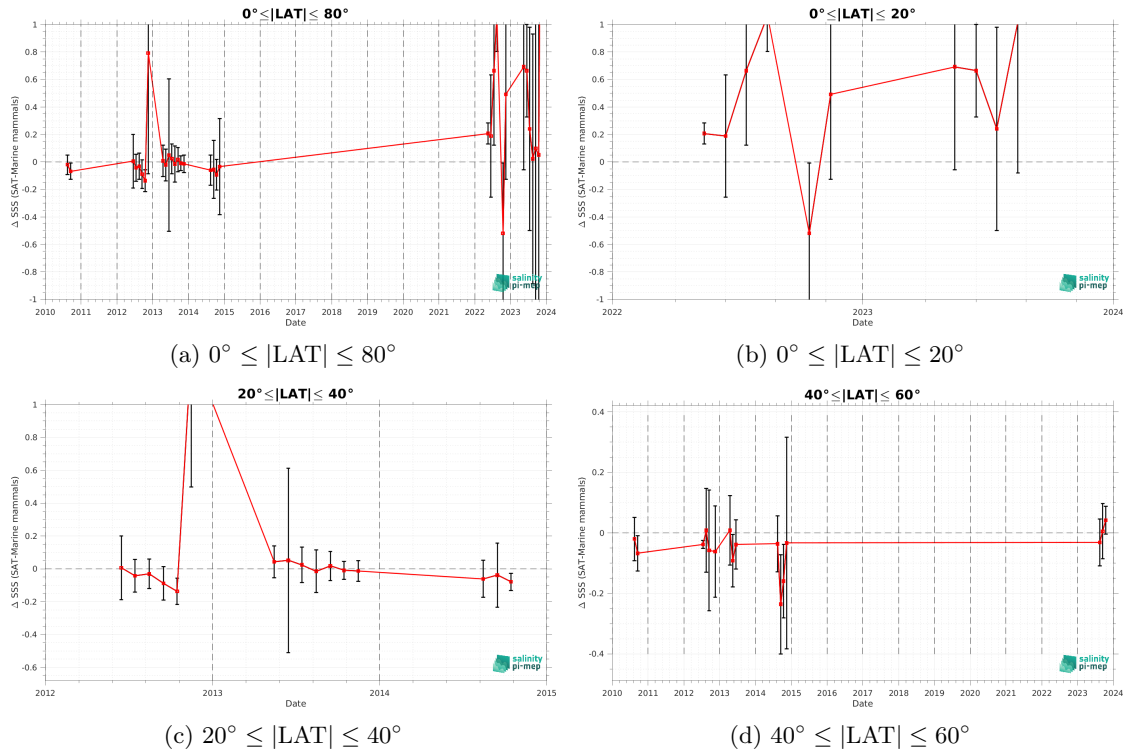 0°≤|LAT|≤ 80°
Δ SSS (SAT-Marine mammals)
1
0.8
0.6
0.4
0.2
0
-0.2
-0.4
-0.6
-0.8
-1
2010 2011 2012 2013 2014 2015 2016 2017 2018 2019 2020 2021 2022 2023 2024
Date
salinity
pi-mep
(a) 0° ≤ |LAT| ≤ 80°
0°≤|LAT|≤ 20°
Δ SSS (SAT-Marine mammals)
1
0.8
0.6
0.4
0.2
0
-0.2
-0.4
-0.6
-0.8
-1
2022 2023 2024
Date
salinity
pi-mep
(b) 0° ≤ |LAT| ≤ 20°
20°≤|LAT|≤ 40°
Δ SSS (SAT-Marine mammals)
1
0.8
0.6
0.4
0.2
0
-0.2
-0.4
-0.6
2012 2013 2014 2015
Date
salinity
pi-mep
(c) 20° ≤ |LAT| ≤ 40°
40°≤|LAT|≤ 60°
Δ SSS (SAT-Marine mammals)
0.4
0.2
0
-0.2
-0.4
2010 2011 2012 2013 2014 2015 2016 2017 2018 2019 2020 2021 2022 2023 2024
Date
salinity
pi-mep
(d) 40° ≤ |LAT| ≤ 60°